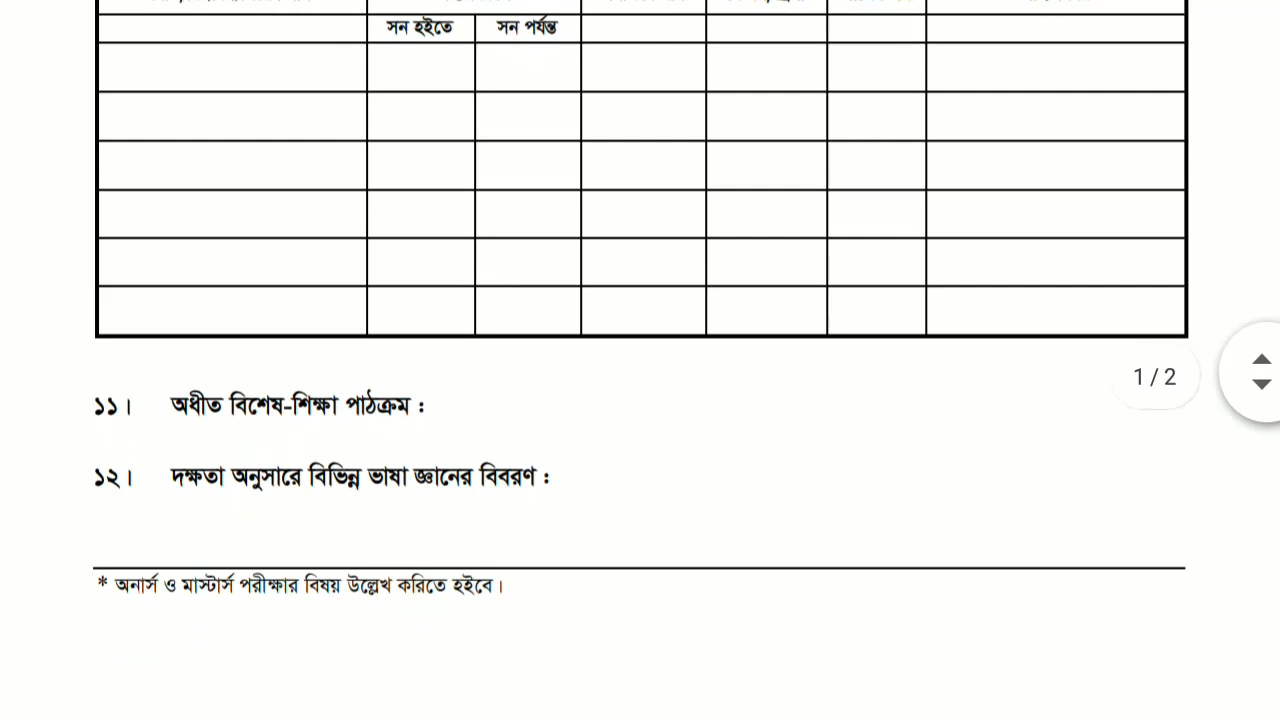 সন হইতে সন পর্যন্ত
1 / 2
১১। অধীত বিশেষ-শিক্ষা পাঠক্রম :
১২। দক্ষতা অনুসারে বিভিন্ন ভাষা জ্ঞানের বিবরণ :
* অনার্স ও মাস্টার্স পরীক্ষার বিষয় উল্লেখ করিতে হইবে।